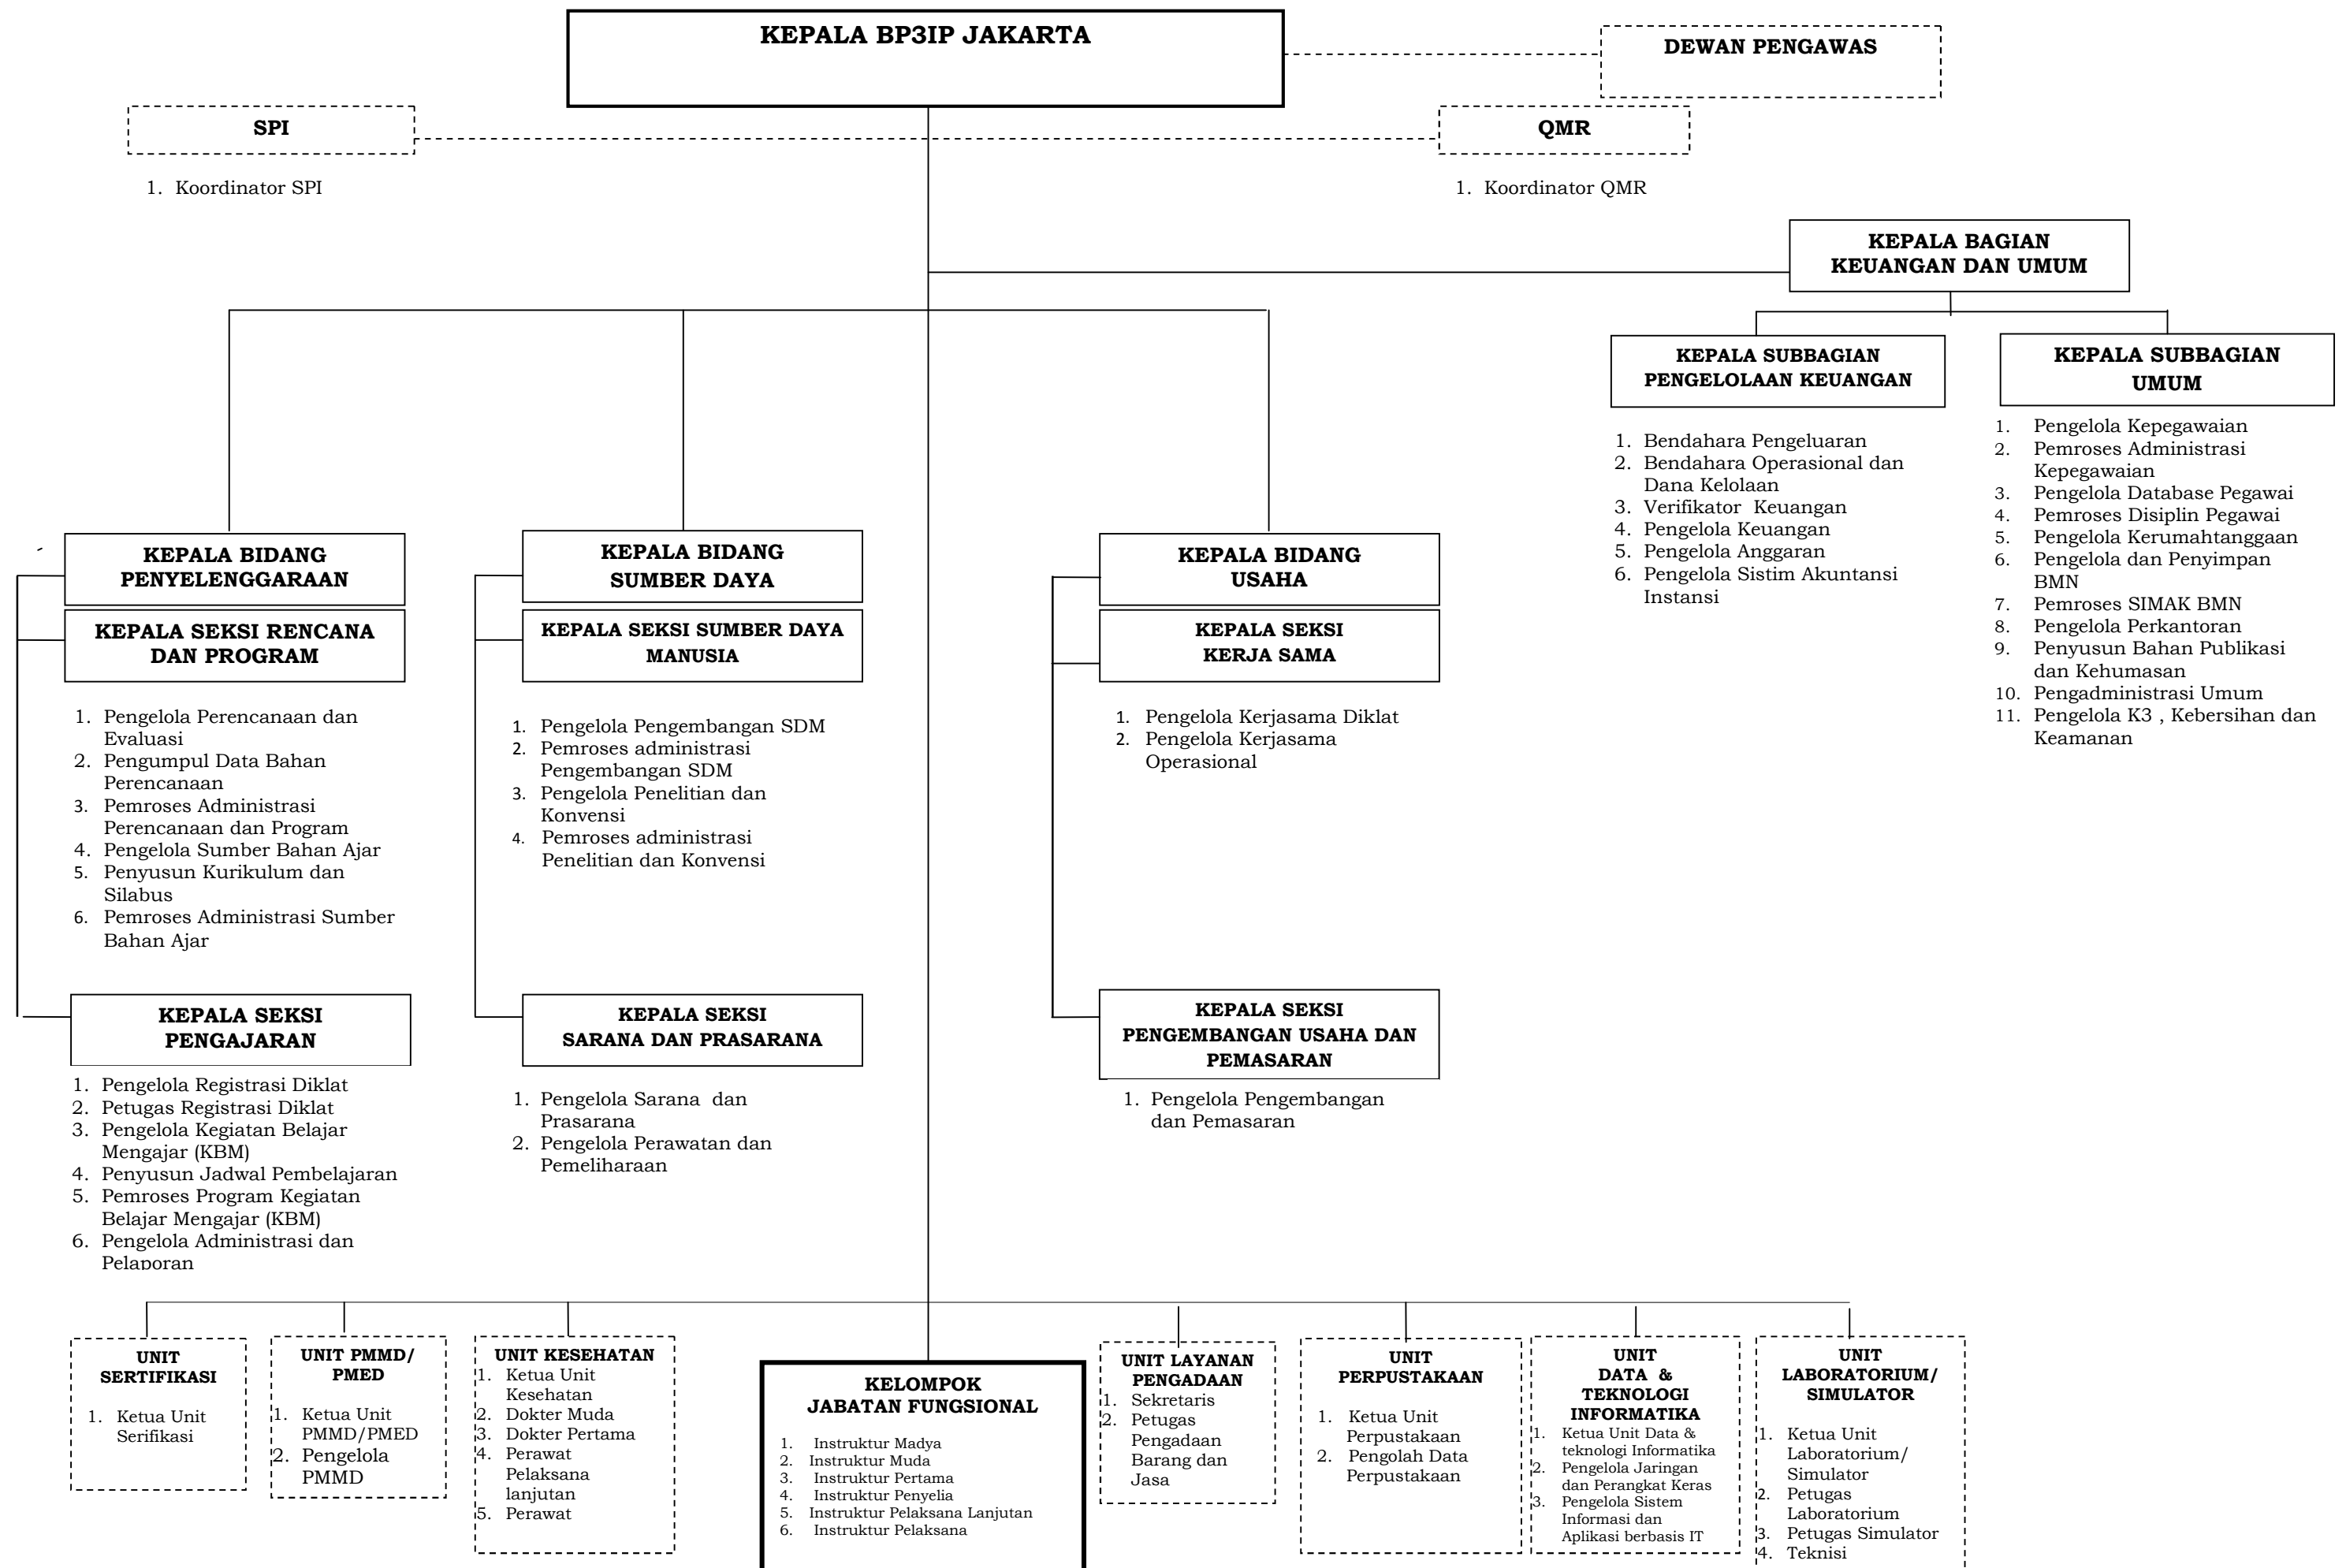 KEPALA BP3IP JAKARTA
DEWAN PENGAWAS
SPI
QMR
1. Koordinator SPI
1. Koordinator QMR
KEPALA BAGIAN
KEUANGAN DAN UMUM
KEPALA SUBBAGIAN
PENGELOLAAN KEUANGAN
1. Bendahara Pengeluaran
2. Bendahara Operasional dan
Dana Kelolaan
3. Verifikator Keuangan
4. Pengelola Keuangan
5. Pengelola Anggaran
6. Pengelola Sistim Akuntansi
Instansi
KEPALA SUBBAGIAN
UMUM
1. Pengelola Kepegawaian
2. Pemroses Administrasi
Kepegawaian
3. Pengelola Database Pegawai
4. Pemroses Disiplin Pegawai
5. Pengelola Kerumahtanggaan
6. Pengelola dan Penyimpan
BMN
7. Pemroses SIMAK BMN
8. Pengelola Perkantoran
9. Penyusun Bahan Publikasi
dan Kehumasan
10. Pengadministrasi Umum
11. Pengelola K3 , Kebersihan dan
Keamanan
KEPALA BIDANG
PENYELENGGARAAN
KEPALA SEKSI RENCANA
DAN PROGRAM
1. Pengelola Perencanaan dan
Evaluasi
2. Pengumpul Data Bahan
Perencanaan
3. Pemroses Administrasi
Perencanaan dan Program
4. Pengelola Sumber Bahan Ajar
5. Penyusun Kurikulum dan
Silabus
6. Pemroses Administrasi Sumber
Bahan Ajar
KEPALA SEKSI
PENGAJARAN
1. Pengelola Registrasi Diklat
2. Petugas Registrasi Diklat
3. Pengelola Kegiatan Belajar
Mengajar (KBM)
4. Penyusun Jadwal Pembelajaran
5. Pemroses Program Kegiatan
Belajar Mengajar (KBM)
6. Pengelola Administrasi dan
Pelaporan
KEPALA BIDANG
SUMBER DAYA
KEPALA SEKSI SUMBER DAYA
MANUSIA
1. Pengelola Pengembangan SDM
2. Pemroses administrasi
Pengembangan SDM
3. Pengelola Penelitian dan
Konvensi
4. Pemroses administrasi
Penelitian dan Konvensi
KEPALA SEKSI
SARANA DAN PRASARANA
1. Pengelola Sarana dan
Prasarana
2. Pengelola Perawatan dan
Pemeliharaan
KEPALA BIDANG
USAHA
KEPALA SEKSI
KERJA SAMA
1. Pengelola Kerjasama Diklat
2. Pengelola Kerjasama
Operasional
KEPALA SEKSI
PENGEMBANGAN USAHA DAN
PEMASARAN
1. Pengelola Pengembangan
dan Pemasaran
UNIT
SERTIFIKASI
1. Ketua Unit
Serifikasi
UNIT PMMD/
PMED
1. Ketua Unit
PMMD/PMED
2. Pengelola
PMMD
UNIT KESEHATAN
1. Ketua Unit
Kesehatan
2. Dokter Muda
3. Dokter Pertama
4. Perawat
Pelaksana
lanjutan
5. Perawat
KELOMPOK
JABATAN FUNGSIONAL
1. Instruktur Madya
2. Instruktur Muda
3. Instruktur Pertama
4. Instruktur Penyelia
5. Instruktur Pelaksana Lanjutan
6. Instruktur Pelaksana
UNIT LAYANAN
PENGADAAN
1. Sekretaris
2. Petugas
Pengadaan
Barang dan
Jasa
UNIT
PERPUSTAKAAN
1. Ketua Unit
Perpustakaan
2. Pengolah Data
Perpustakaan
UNIT
DATA &
TEKNOLOGI
INFORMATIKA
1. Ketua Unit Data &
teknologi Informatika
2. Pengelola Jaringan
dan Perangkat Keras
3. Pengelola Sistem
Informasi dan
Aplikasi berbasis IT
UNIT
LABORATORIUM/
SIMULATOR
1. Ketua Unit
Laboratorium/
Simulator
2. Petugas
Laboratorium
3. Petugas Simulator
4. Teknisi